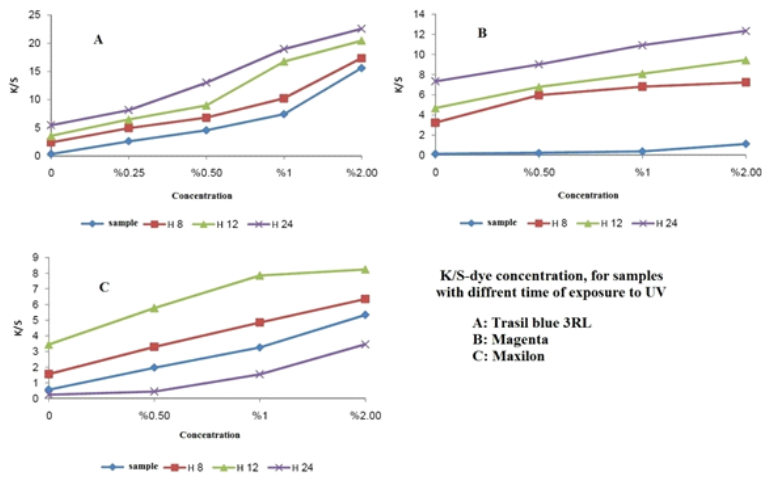 A
25
20
15
10
5
0
K/S
0 %0.25 %0.50 %1 %2.00
Concentration
sample H 8 H 12 H 24
B
14
12
10
8
6
4
2
0
K/S
0 %0.50 %1 %2.00
Concentration
sample H 8 H 12 H 24
C
9
8
7
6
5
4
3
2
1
0
K/S
0 %0.50 %1 %2.00
Concentration
sample H 8 H 12 H 24
K/S-dye concentration, for samples
with diffrent time of exposure to UV
A: Trasil blue 3RL
B: Magenta
C: Maxilon